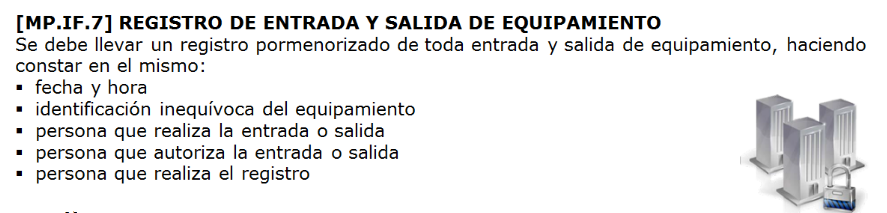 [MP.IF.7] REGISTRO DE ENTRADA Y SALIDA DE EQUIPAMIENTO
Se debe llevar un registro pormenorizado de toda entrada y salida de equipamiento, haciendo
constar en el mismo:
▪ fecha y hora
▪ identificación inequívoca del equipamiento
▪ persona que realiza la entrada o salida
▪ persona que autoriza la entrada o salida
▪ persona que realiza el registro